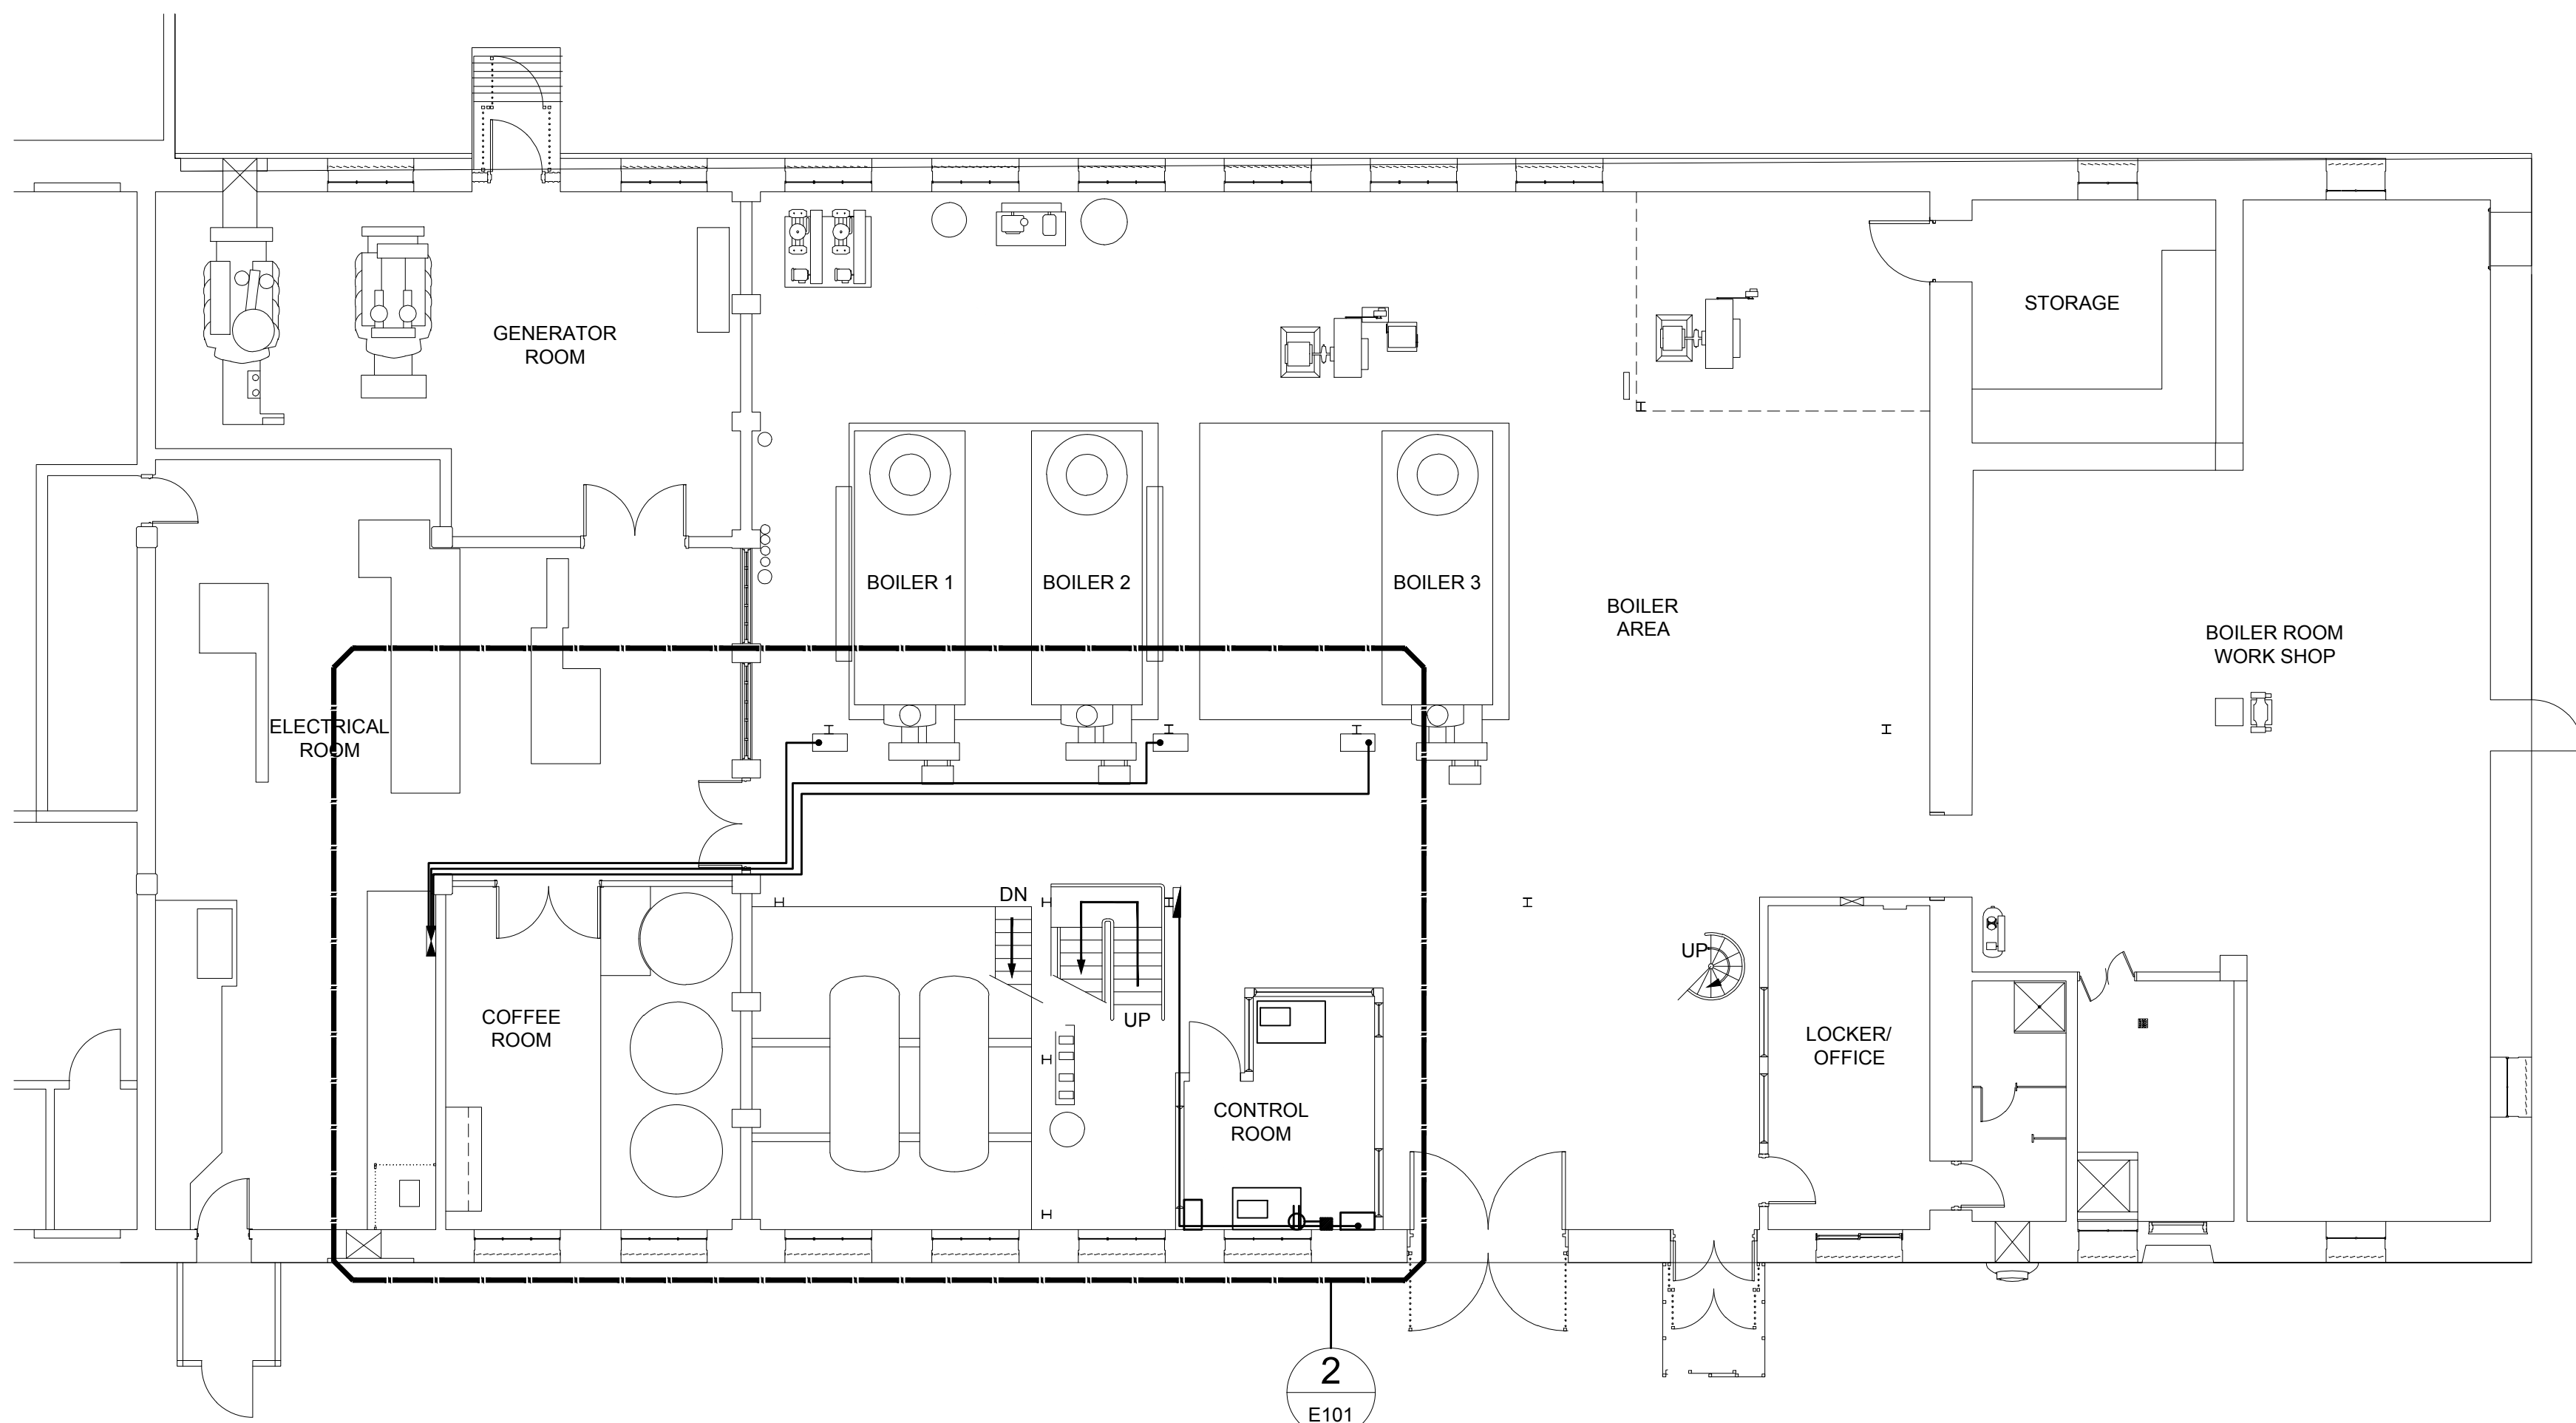 GENERATOR
ROOM
STORAGE
BOILER 1
BOILER 2
BOILER 3
BOILER
AREA
BOILER ROOM
WORK SHOP
ELECTRICAL
ROOM
DN
UP
UP
COFFEE
ROOM
LOCKER/
OFFICE
CONTROL
ROOM
2
E101